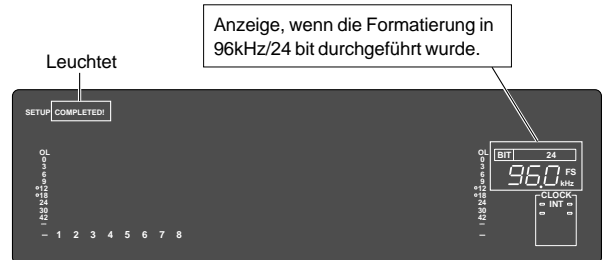 Anzeige, wenn die Formatierung in
96kHz/24 bit durchgeführt wurde.
Leuchtet
SETUP COMPLETED!
OL
0
3
6
9
12
18
24
30
42
–
– 1 2 3 4 5 6 7 8
OL
0
3
6
9
12
18
24
30
42
–
–
BIT 24
96.0 FS
kHz
CLOCK
INT